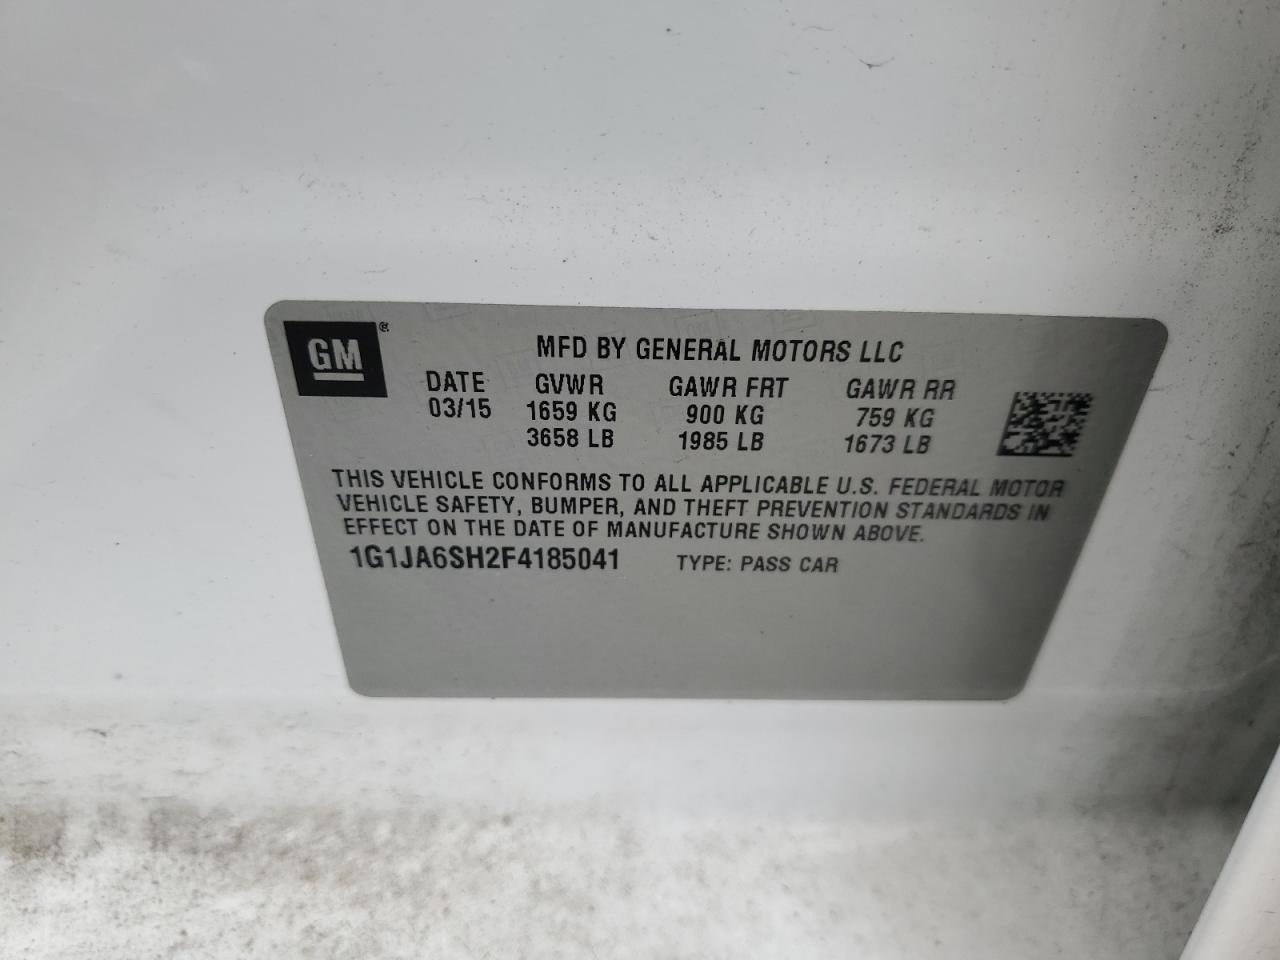 GM ®
MFD BY GENERAL MOTORS LLC
DATE GVWR GAWR FRT GAWR RR
03/15 1659 KG 900 KG 759 KG
3658 LB 1985 LB 1673 LB
THIS VEHICLE CONFORMS TO ALL APPLICABLE U.S. FEDERAL MOTOR
VEHICLE SAFETY, BUMPER, AND THEFT PREVENTION STANDARDS IN
EFFECT ON THE DATE OF MANUFACTURE SHOWN ABOVE.
1G1JA6SH2F4185041 TYPE: PASS CAR